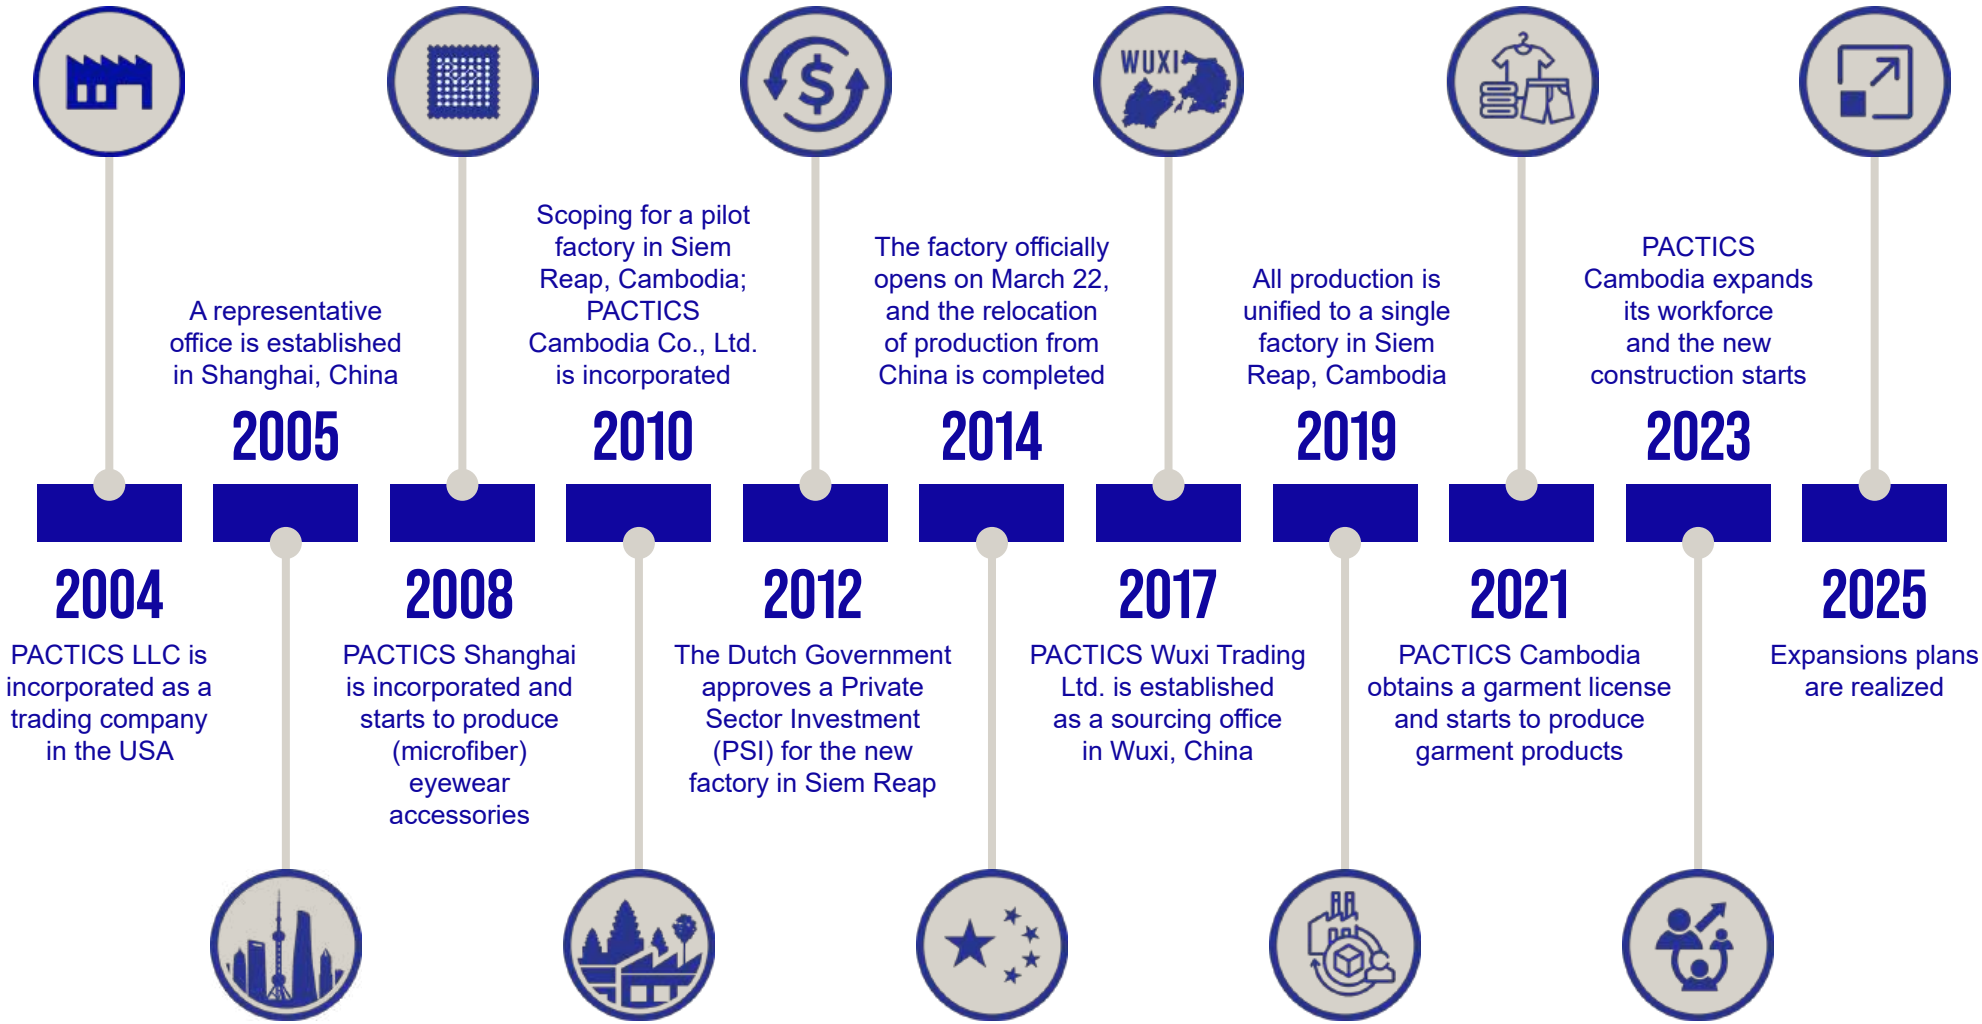 WUXI
A representative
office is established
in Shanghai, China
2005
Scoping for a pilot
factory in Siem
Reap, Cambodia;
PACTICS
Cambodia Co., Ltd.
is incorporated
2010
The factory officially
opens on March 22,
and the relocation
of production from
China is completed
2014
All production is
unified to a single
factory in Siem
Reap, Cambodia
2019
PACTICS
Cambodia expands
its workforce
and the new
construction starts
2023
2004
PACTICS LLC is
incorporated as a
trading company
in the USA
2008
PACTICS Shanghai
is incorporated and
starts to produce
(microfiber)
eyewear
accessories
2012
The Dutch Government
approves a Private
Sector Investment
(PSI) for the new
factory in Siem Reap
2017
PACTICS Wuxi Trading
Ltd. is established
as a sourcing office
in Wuxi, China
2021
PACTICS Cambodia
obtains a garment license
and starts to produce
garment products
2025
Expansions plans
are realized